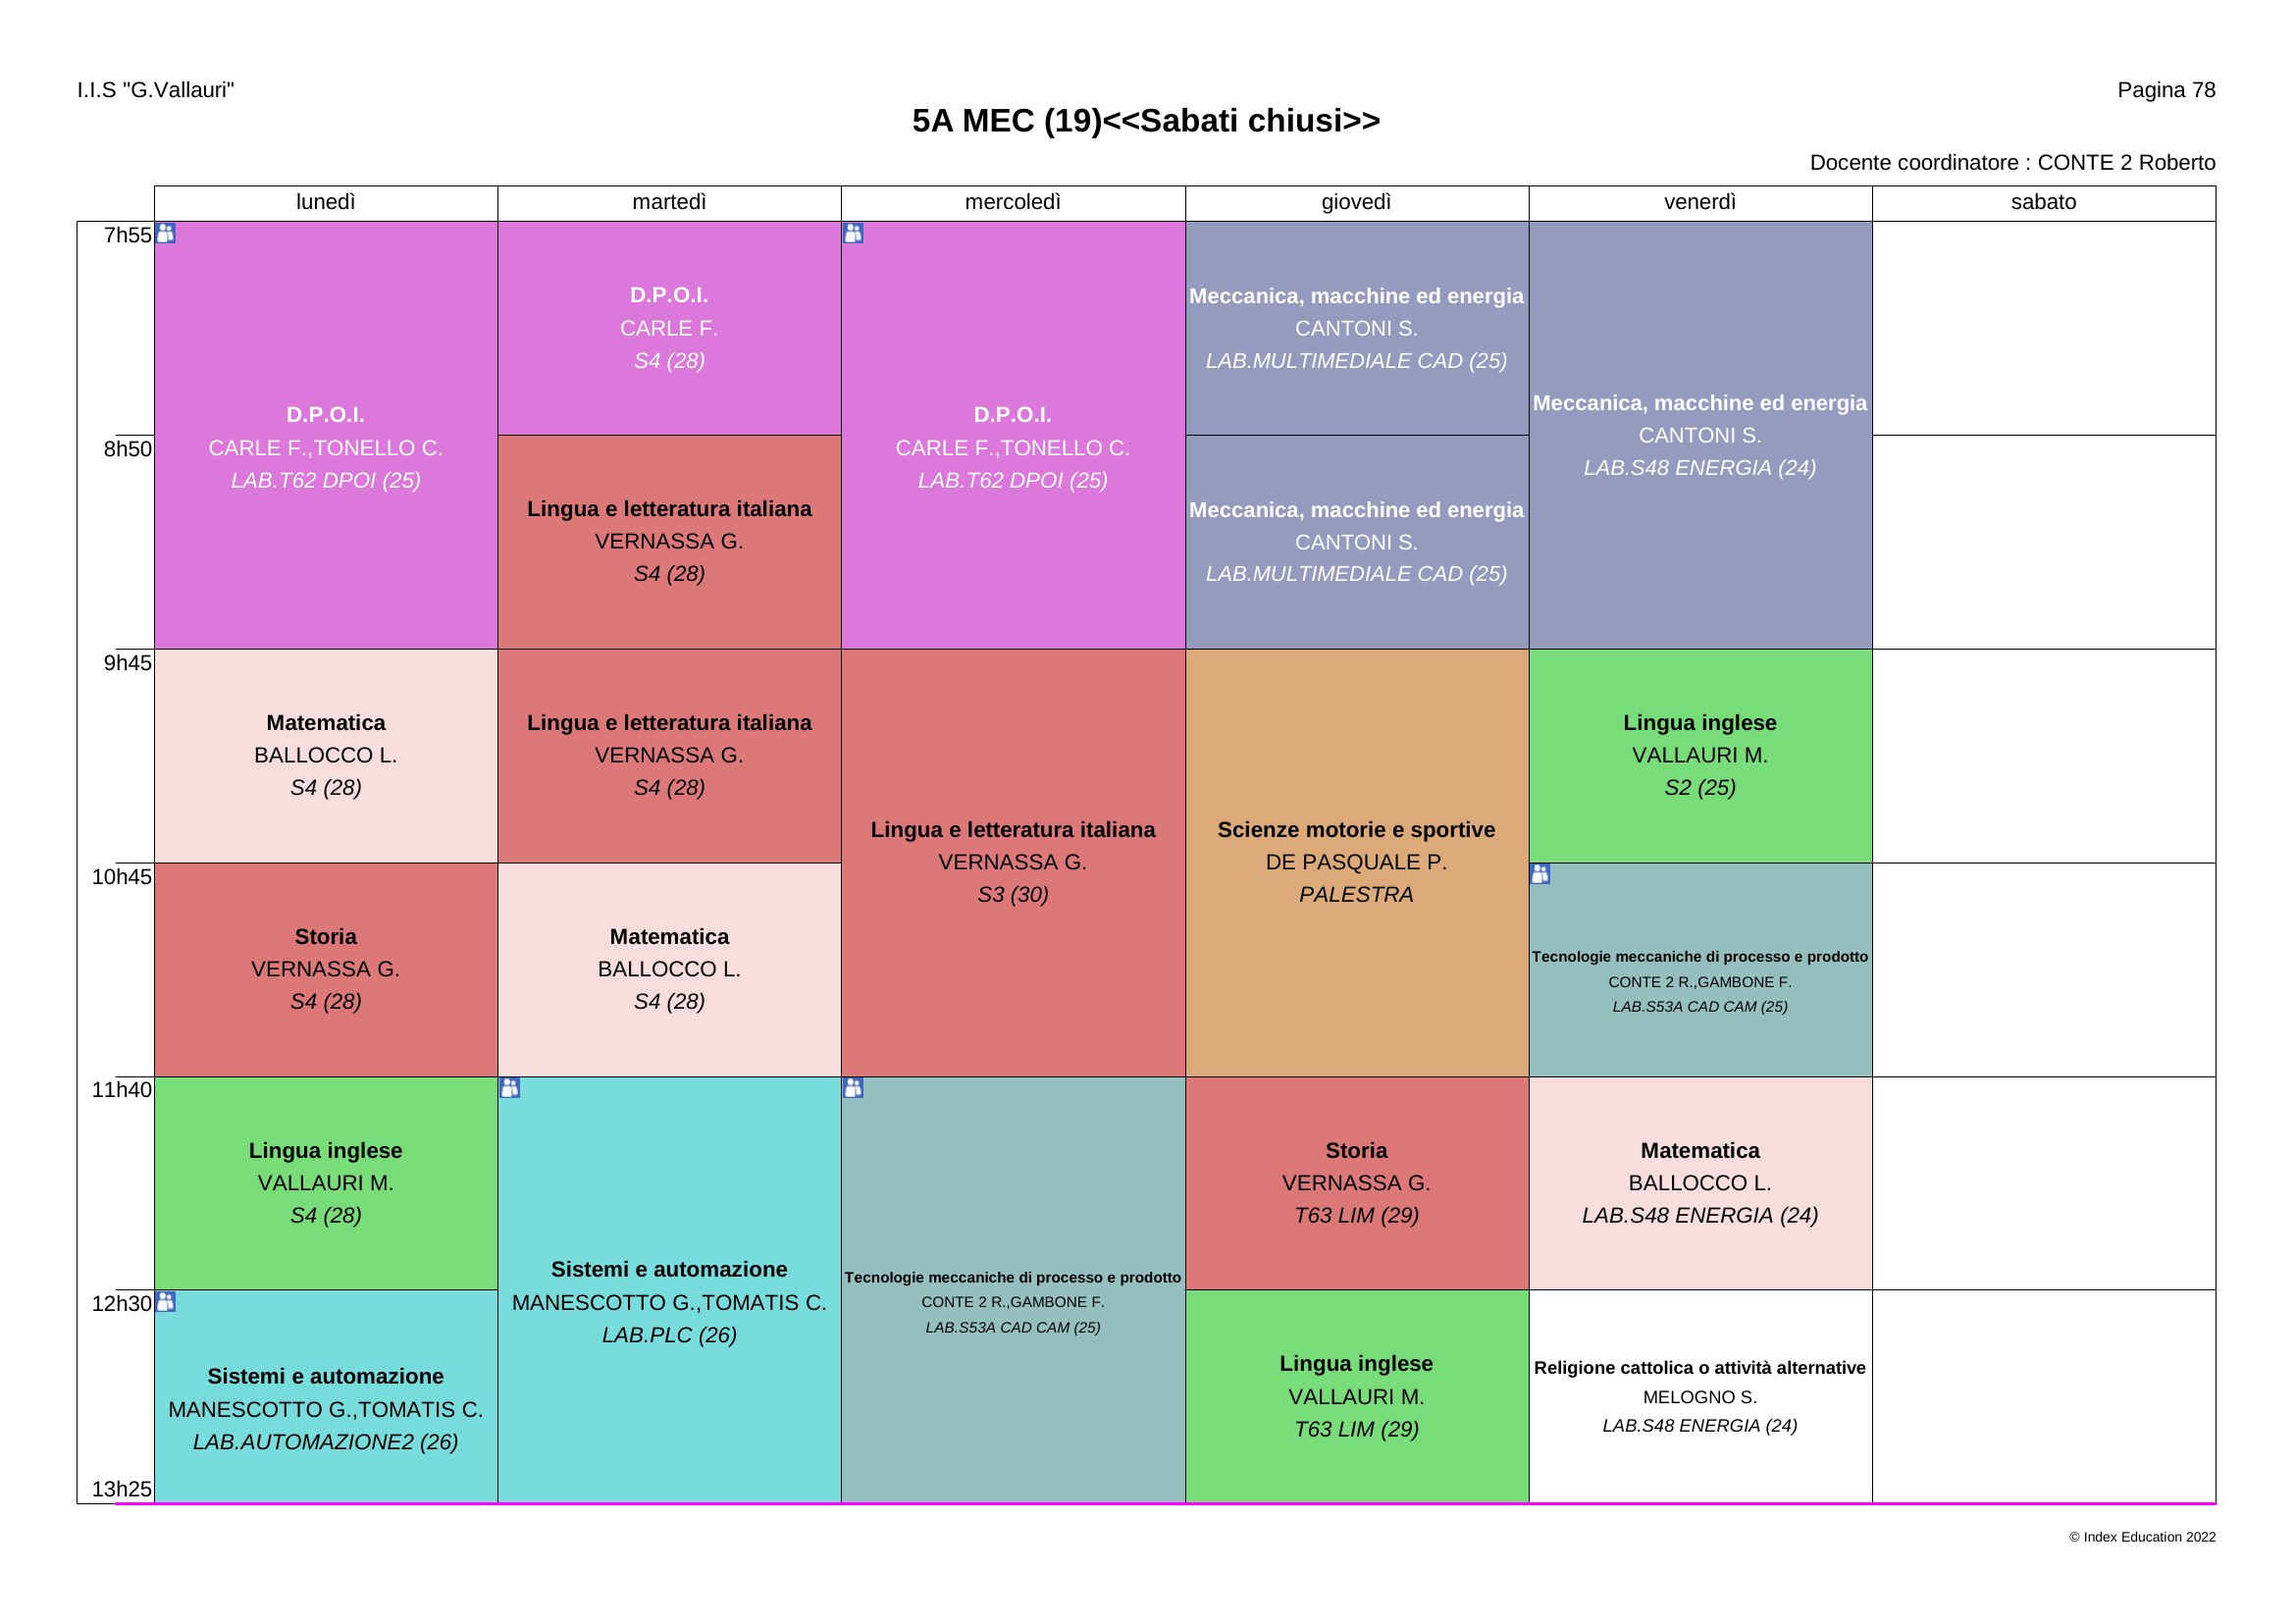 I.I.S "G.Vallauri"
Pagina 78
5A MEC (19)<<Sabati chiusi>>
Docente coordinatore : CONTE 2 Roberto
lunedì
martedì
mercoledì
giovedì
venerdì
sabato
7h55
8h50
9h45
10h45
11h40
12h30
13h25
D.P.O.I.
CARLE F.,TONELLO C.
LAB.T62 DPOI (25)
Matematica
BALLOCCO L.
S4 (28)
Storia
VERNASSA G.
S4 (28)
Lingua inglese
VALLAURI M.
S4 (28)
Sistemi e automazione
MANESCOTTO G.,TOMATIS C.
LAB.AUTOMAZIONE2 (26)
D.P.O.I.
CARLE F.
S4 (28)
Lingua e letteratura italiana
VERNASSA G.
S4 (28)
Lingua e letteratura italiana
VERNASSA G.
S4 (28)
Matematica
BALLOCCO L.
S4 (28)
Sistemi e automazione
MANESCOTTO G.,TOMATIS C.
LAB.PLC (26)
D.P.O.I.
CARLE F.,TONELLO C.
LAB.T62 DPOI (25)
Lingua e letteratura italiana
VERNASSA G.
S3 (30)
Tecnologie meccaniche di processo e prodotto
CONTE 2 R.,GAMBONE F.
LAB.S53A CAD CAM (25)
Meccanica, macchine ed energia
CANTONI S.
LAB.MULTIMEDIALE CAD (25)
Meccanica, macchine ed energia
CANTONI S.
LAB.MULTIMEDIALE CAD (25)
Scienze motorie e sportive
DE PASQUALE P.
PALESTRA
Storia
VERNASSA G.
T63 LIM (29)
Lingua inglese
VALLAURI M.
T63 LIM (29)
Meccanica, macchine ed energia
CANTONI S.
LAB.S48 ENERGIA (24)
Lingua inglese
VALLAURI M.
S2 (25)
Tecnologie meccaniche di processo e prodotto
CONTE 2 R.,GAMBONE F.
LAB.S53A CAD CAM (25)
Matematica
BALLOCCO L.
LAB.S48 ENERGIA (24)
Religione cattolica o attività alternative
MELOGNO S.
LAB.S48 ENERGIA (24)
© Index Education 2022